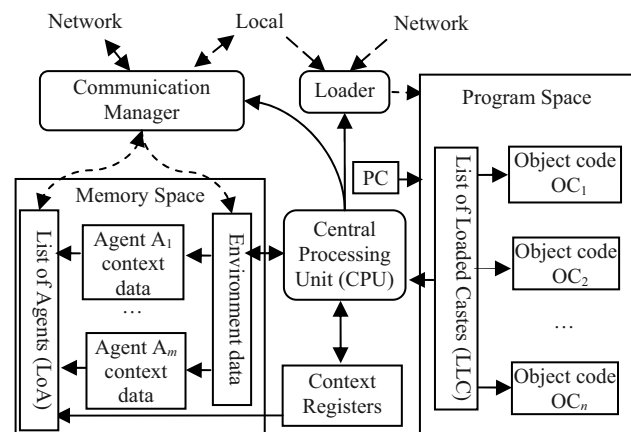 Network
Local
Network
Communication
Manager
Loader
Program Space
PC
List of Loaded Castes (LLC)
Object code
OC1
Object code
OC2
…
Object code
OCn
Memory Space
List of Agents (LoA)
Agent A1
context
data
…
Agent Am
context
data
Environment data
Central
Processing
Unit (CPU)
Context
Registers